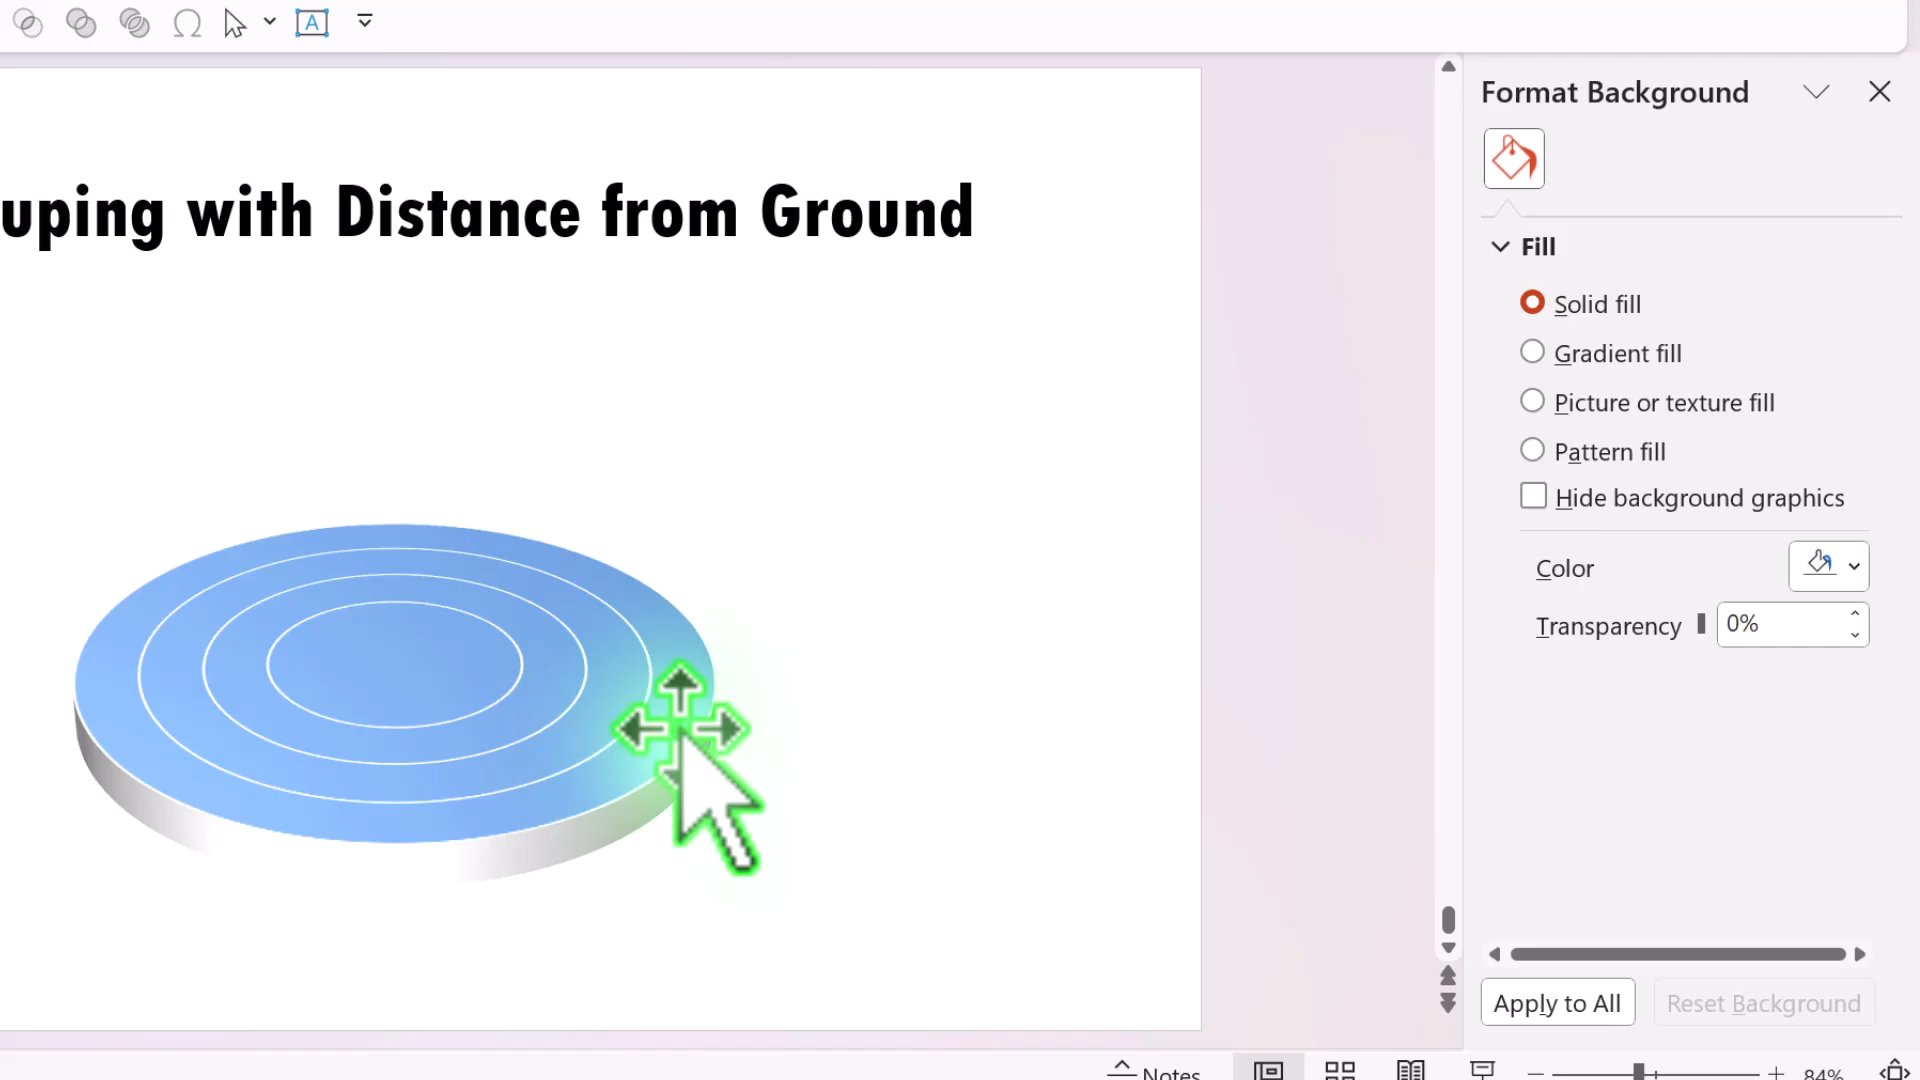 A
Format Background
uping with Distance from Ground
Fill
Solid fill
Gradient fill
Picture or texture fill
Pattern fill
Hide background graphics
Color
Transparency
0%
Apply to All
Reset Background
Notes
84%